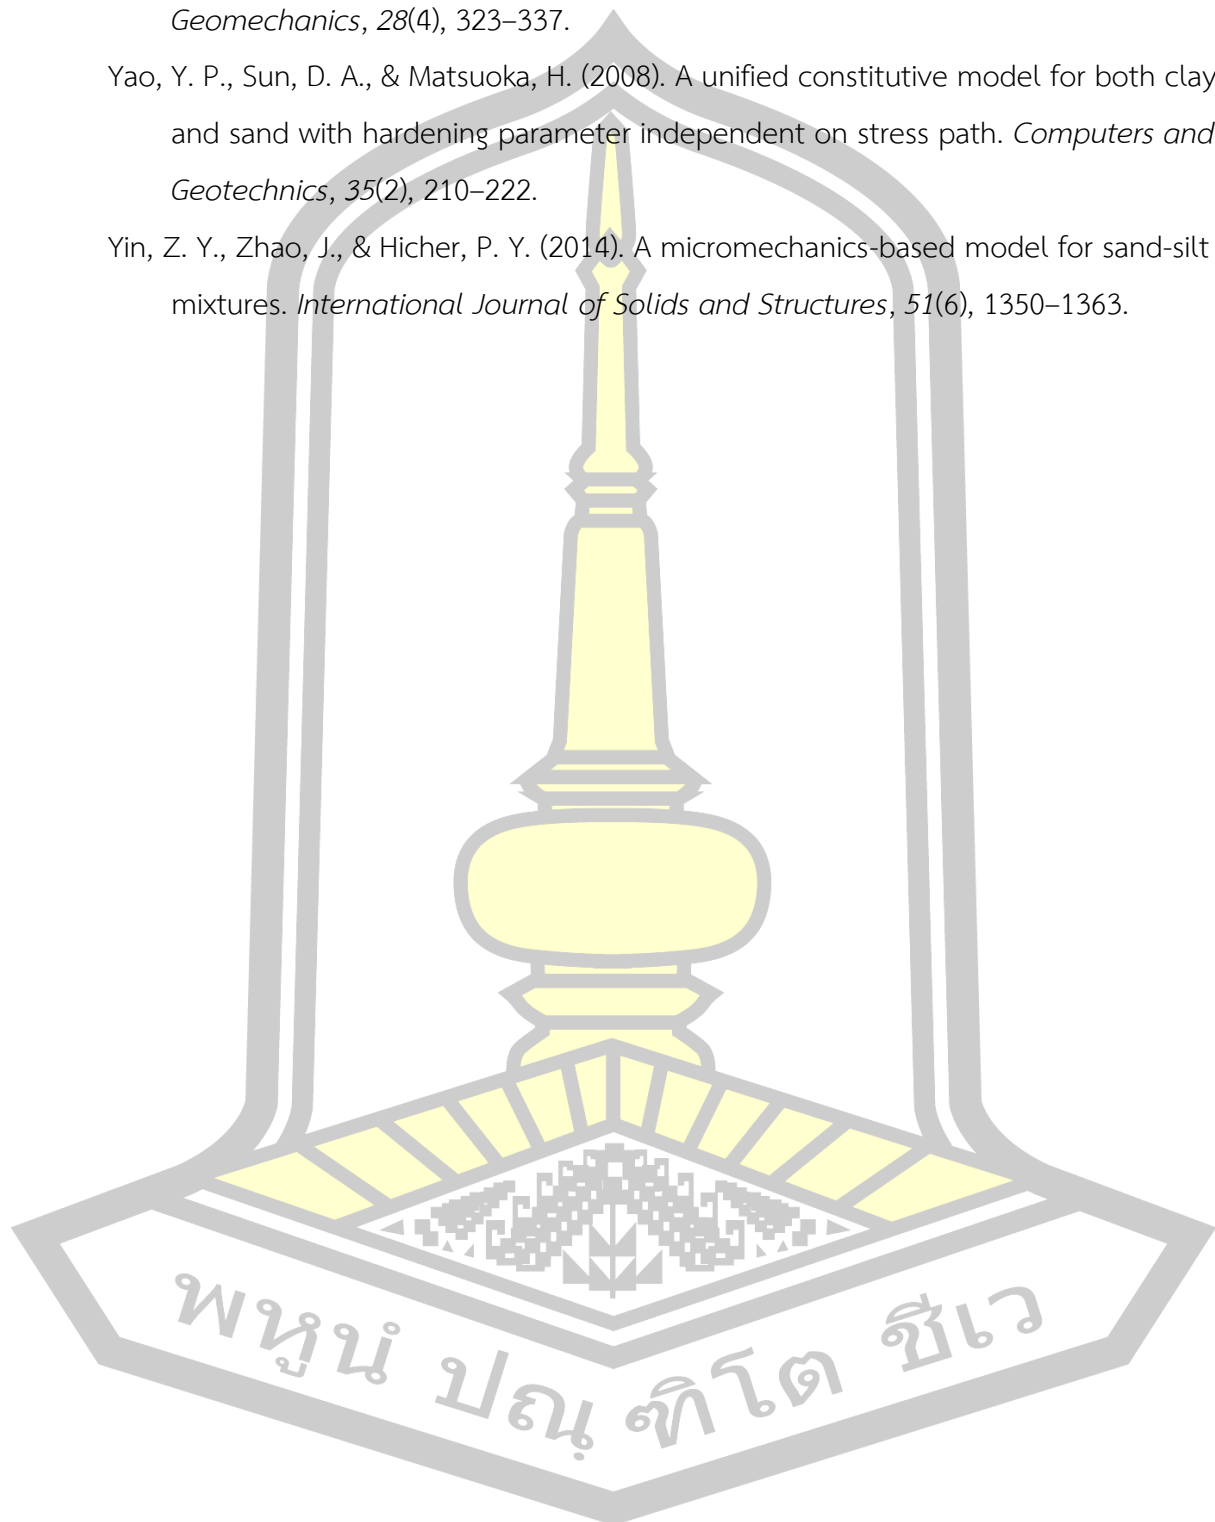 Geomechanics, 28(4), 323–337.
Yao, Y. P., Sun, D. A., & Matsuoka, H. (2008). A unified constitutive model for both clay
and sand with hardening parameter independent on stress path. Computers and
Geotechnics, 35(2), 210–222.
Yin, Z. Y., Zhao, J., & Hicher, P. Y. (2014). A micromechanics-based model for sand-silt
mixtures. International Journal of Solids and Structures, 51(6), 1350–1363.
พหูนํ ปณฺฑิโต ชีเว